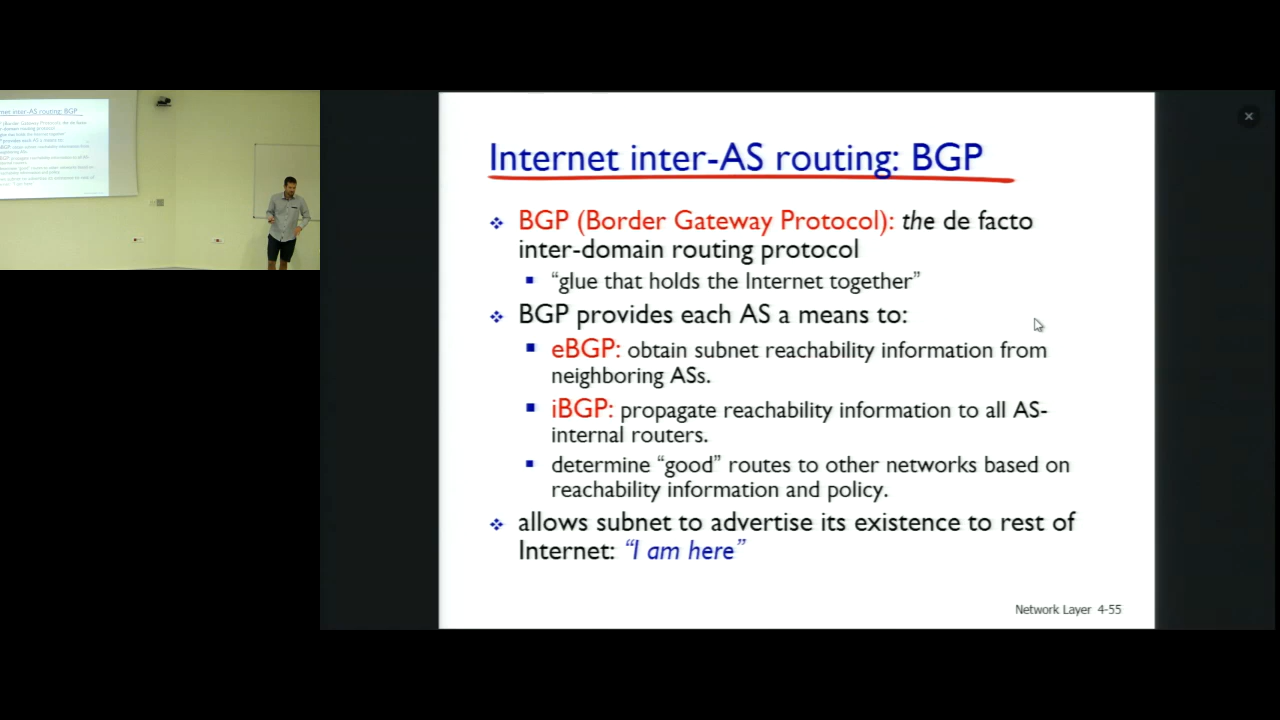 Internet inter-AS routing: BGP
BGP (Border Gateway Protocol): the de facto
inter-domain routing protocol
“glue that holds the Internet together”
BGP provides each AS a means to:
eBGP: obtain subnet reachability information from
neighboring ASs.
iBGP: propagate reachability information to all AS-
internal routers.
determine “good” routes to other networks based on
reachability information and policy.
allows subnet to advertise its existence to rest of
Internet: “I am here”
Network Layer 4-55